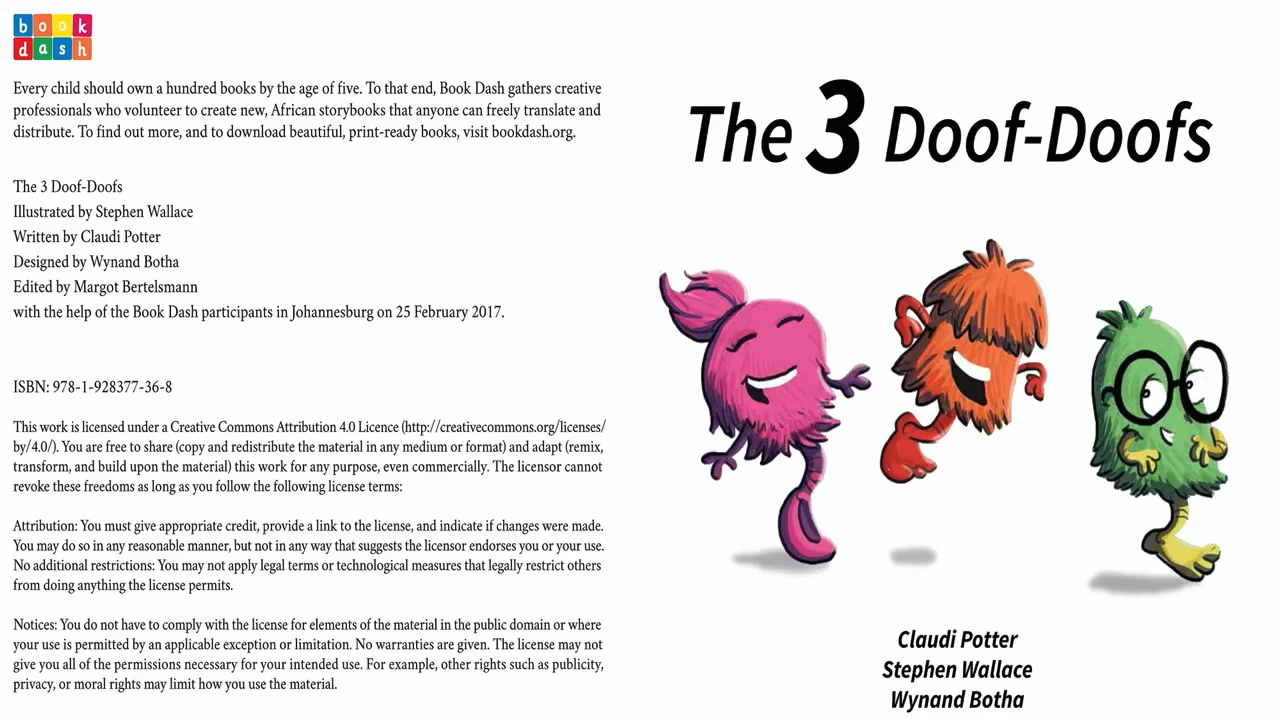 book
dash
Every child should own a hundred books by the age of five. To that end, Book Dash gathers creative
professionals who volunteer to create new, African storybooks that anyone can freely translate and
distribute. To find out more, and to download beautiful, print-ready books, visit bookdash.org.
The 3 Doof-Doofs
Illustrated by Stephen Wallace
Written by Claudi Potter
Designed by Wynand Botha
Edited by Margot Bertelsmann
with the help of the Book Dash participants in Johannesburg on 25 February 2017.
ISBN: 978-1-928377-36-8
This work is licensed under a Creative Commons Attribution 4.0 Licence (http://creativecommons.org/licenses/
by/4.0/). You are free to share (copy and redistribute the material in any medium or format) and adapt (remix,
transform, and build upon the material) this work for any purpose, even commercially. The licensor cannot
revoke these freedoms as long as you follow the following license terms:
Attribution: You must give appropriate credit, provide a link to the license, and indicate if changes were made.
You may do so in any reasonable manner, but not in any way that suggests the licensor endorses you or your use.
No additional restrictions: You may not apply legal terms or technological measures that legally restrict others
from doing anything the license permits.
Notices: You do not have to comply with the license for elements of the material in the public domain or where
your use is permitted by an applicable exception or limitation. No warranties are given. The license may not
give you all of the permissions necessary for your intended use. For example, other rights such as publicity,
privacy, or moral rights may limit how you use the material.
The 3 Doof-Doofs
Claudi Potter
Stephen Wallace
Wynand Botha